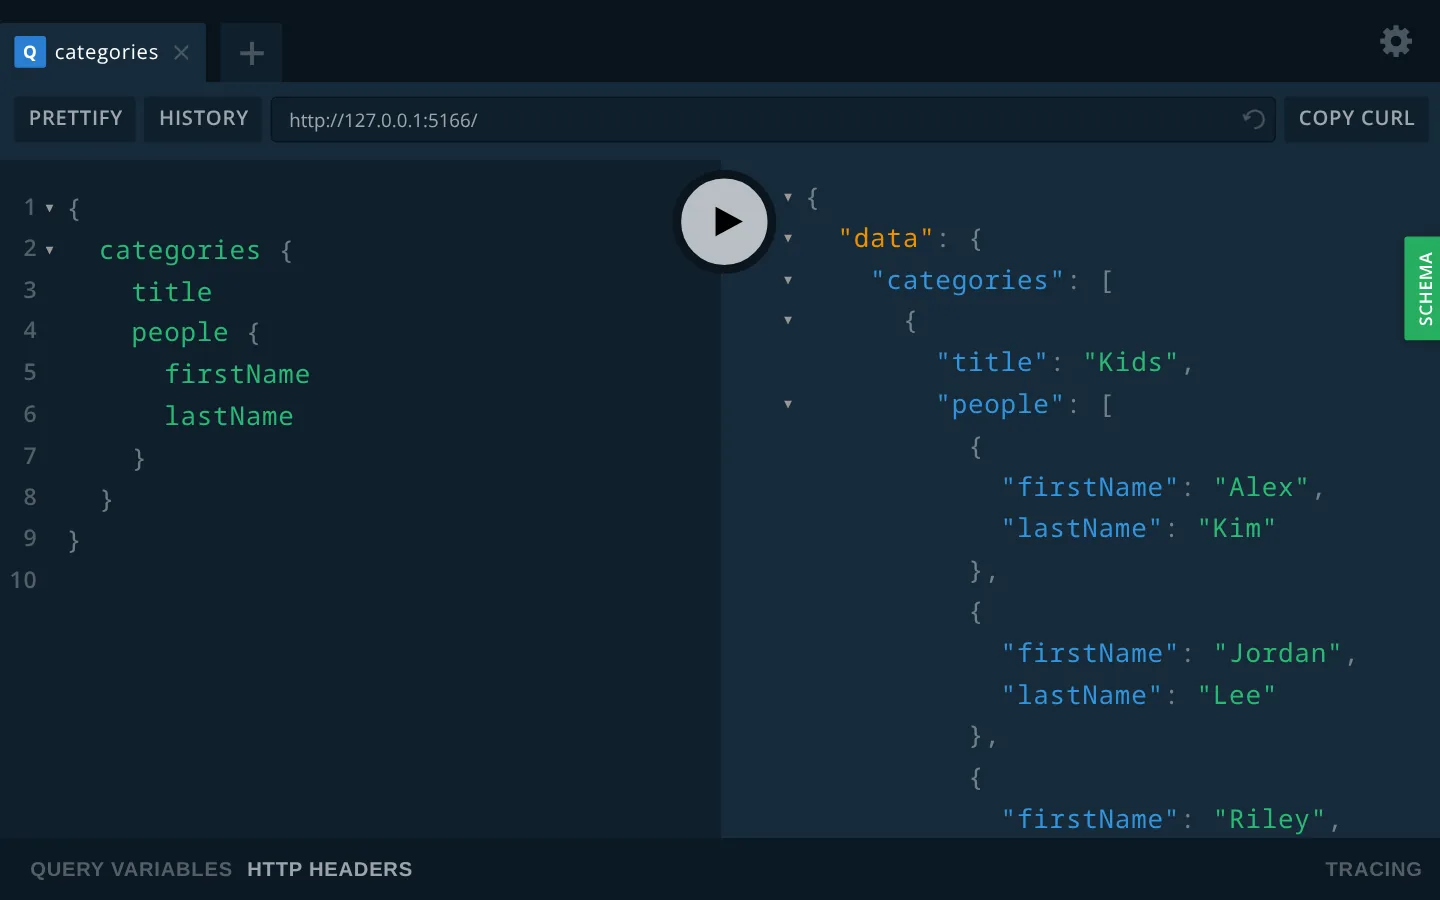 Q categories
PRETTIFY HISTORY http://127.0.0.1:5166/ COPY CURL
1 {
2 categories {
3 title
4 people {
5 firstName
6 lastName
7 }
8 }
9 }
10
{
"data": {
"categories": [
{
"title": "Kids",
"people": [
{
"firstName": "Alex",
"lastName": "Kim"
},
{
"firstName": "Jordan",
"lastName": "Lee"
},
{
"firstName": "Riley",
SCHEMA
QUERY VARIABLES HTTP HEADERS TRACING